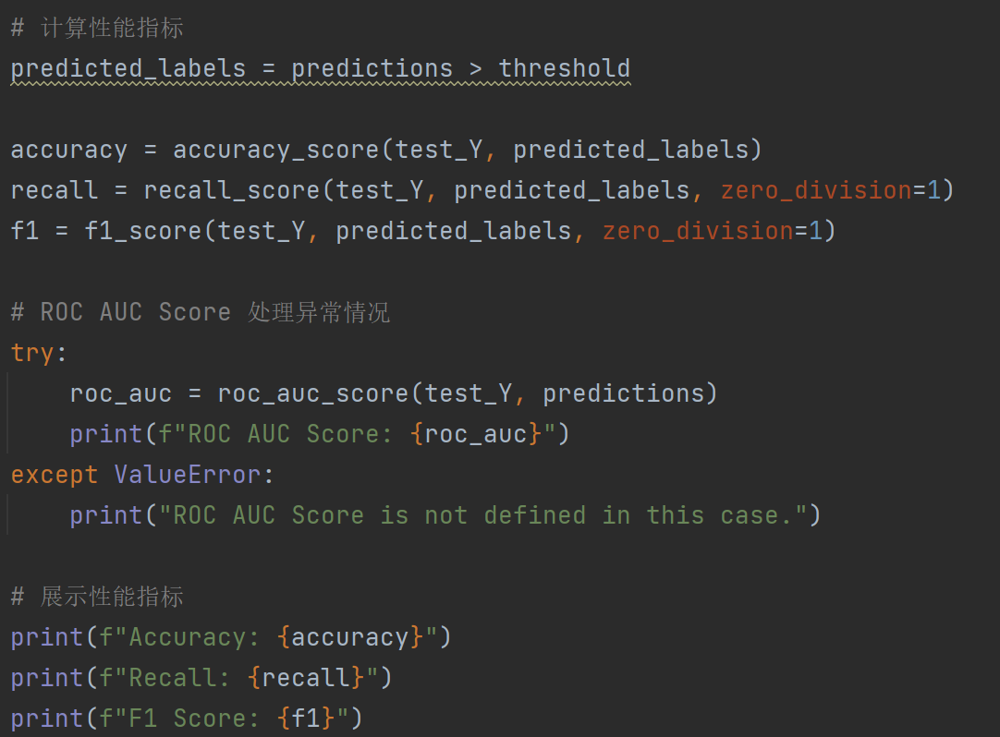 # 计算性能指标
predicted_labels = predictions > threshold
accuracy = accuracy_score(test_Y, predicted_labels)
recall = recall_score(test_Y, predicted_labels, zero_division=1)
f1 = f1_score(test_Y, predicted_labels, zero_division=1)
# ROC AUC Score 处理异常情况
try:
    roc_auc = roc_auc_score(test_Y, predictions)
    print(f"ROC AUC Score: {roc_auc}")
except ValueError:
    print("ROC AUC Score is not defined in this case.")
# 展示性能指标
print(f"Accuracy: {accuracy}")
print(f"Recall: {recall}")
print(f"F1 Score: {f1}")